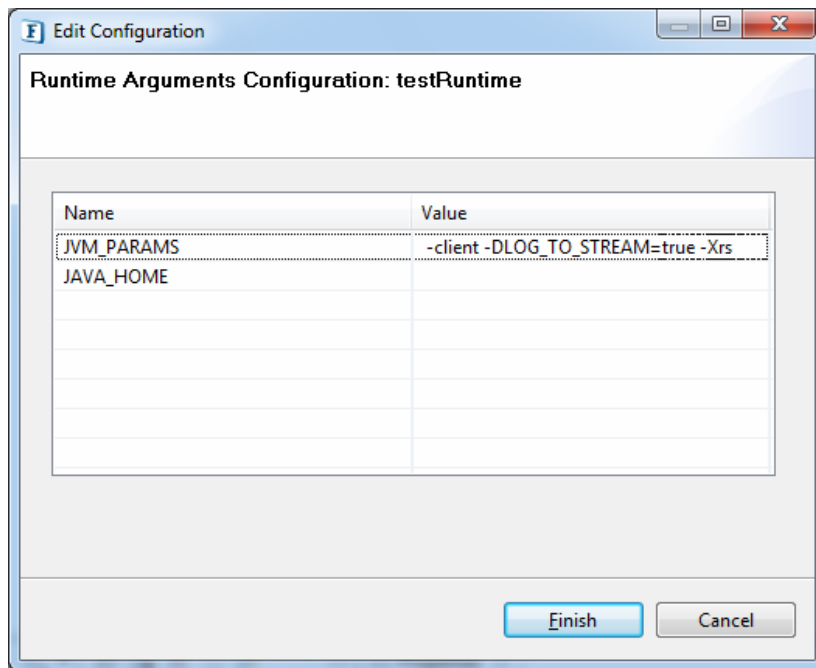 F Edit Configuration
Runtime Arguments Configuration: testRuntime
Name Value
JVM_PARAMS -client -DLOG_TO_STREAM=true -Xrs
JAVA_HOME
Finish Cancel